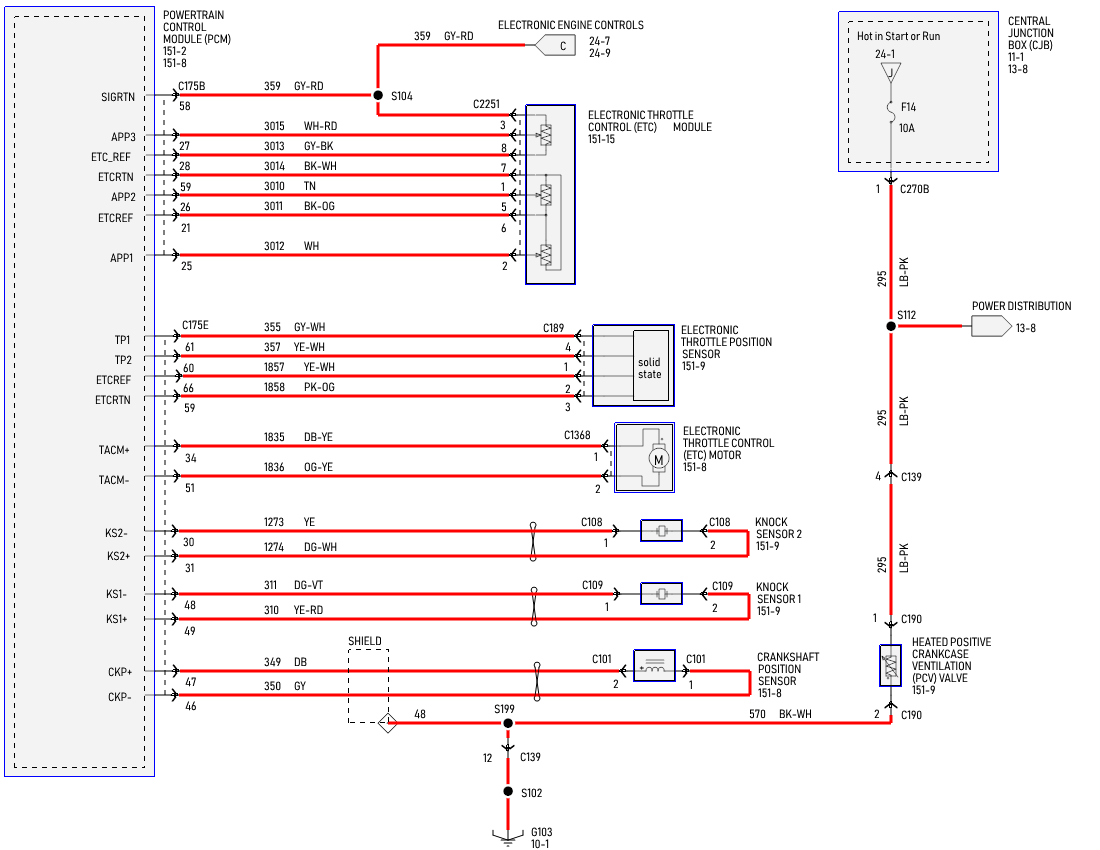 POWERTRAIN
CONTROL
MODULE (PCM)
151-2
151-8
ELECTRONIC ENGINE CONTROLS
359 GY-RD
C
24-7
24-9
CENTRAL
JUNCTION
BOX (CJB)
11-1
13-8
Hot in Start or Run
24-1
J
F14
10A
1 C270B
SIGRTN
C175B
58
359 GY-RD
S104
C2251
3
ELECTRONIC THROTTLE
CONTROL (ETC) MODULE
151-15
APP3
27
3015 WH-RD
8
ETC_REF
28
3013 GY-BK
7
ETCRTN
59
3014 BK-WH
1
APP2
26
3010 TN
5
ETCREF
21
3011 BK-OG
6
APP1
25
3012 WH
2
295 LB-PK
S112
POWER DISTRIBUTION
13-8
TP1
C175E
61
355 GY-WH
C189
4
TP2
60
357 YE-WH
1
ETCREF
66
1857 YE-WH
2
ETCRTN
59
1858 PK-OG
3
solid
state
ELECTRONIC
THROTTLE POSITION
SENSOR
151-9
295 LB-PK
TACM+
34
1835 DB-YE
C1368
1
TACM-
51
1836 OG-YE
2
+
M
ELECTRONIC
THROTTLE CONTROL
(ETC) MOTOR
151-8
4 C139
KS2-
30
1273 YE
C108
1
C108
2
KNOCK
SENSOR 2
151-9
KS2+
31
1274 DG-WH
295 LB-PK
KS1-
48
311 DG-VT
C109
1
C109
2
KNOCK
SENSOR 1
151-9
KS1+
49
310 YE-RD
1 C190
HEATED POSITIVE
CRANKCASE
VENTILATION
(PCV) VALVE
151-9
2 C190
SHIELD
CKP+
47
349 DB
C101
2
+
C101
1
CRANKSHAFT
POSITION
SENSOR
151-8
CKP-
46
350 GY
48
S199
570 BK-WH
12 C139
S102
G103
10-1